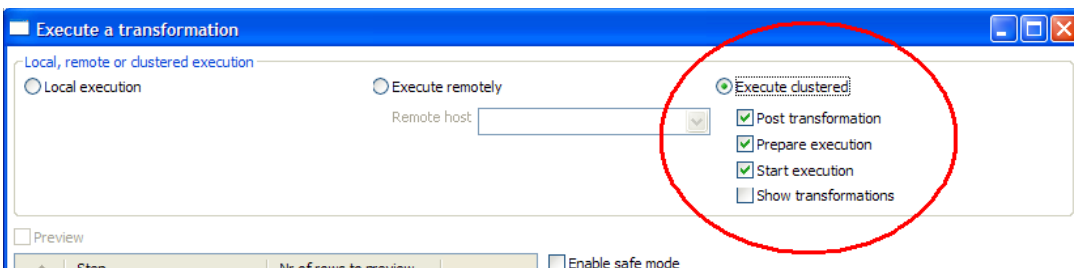 Execute a transformation
Local, remote or clustered execution
Local execution
Execute remotely
Execute clustered
Remote host
Post transformation
Prepare execution
Start execution
Show transformations
Preview
Enable safe mode
Step
Nr of rows to preview